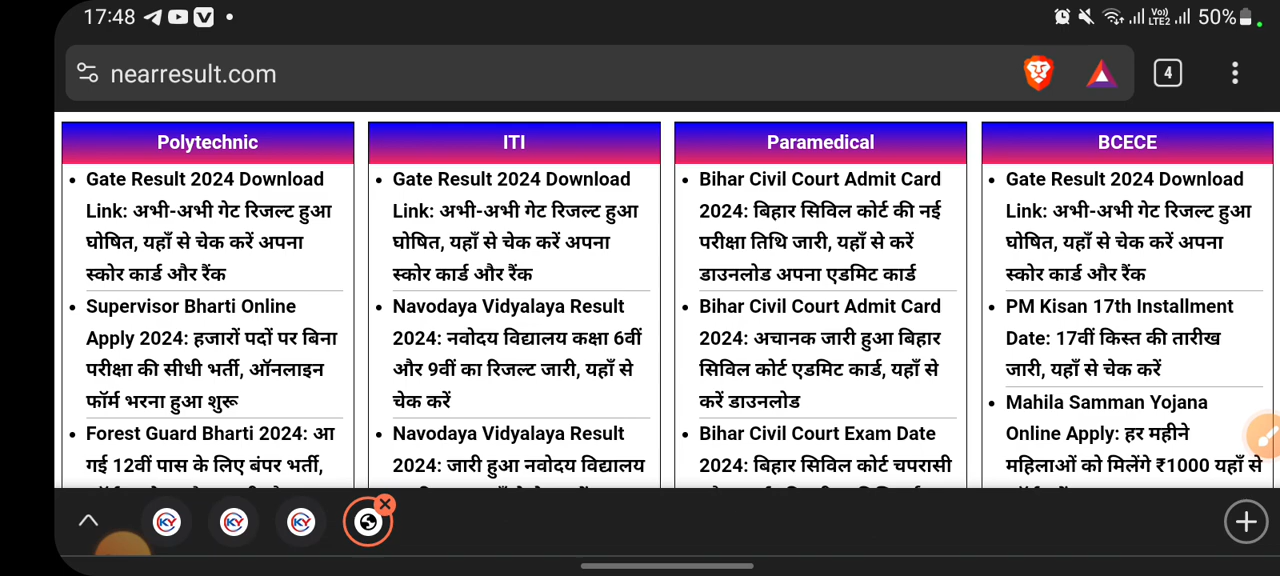 17:48
Vo) LTE2 50%
nearresult.com
4
Polytechnic
Gate Result 2024 Download
Link: अभी-अभी गेट रिजल्ट हुआ
घोषित, यहाँ से चेक करें अपना
स्कोर कार्ड और रैंक
Supervisor Bharti Online
Apply 2024: हजारों पदों पर बिना
परीक्षा की सीधी भर्ती, ऑनलाइन
फॉर्म भरना हुआ शुरू
Forest Guard Bharti 2024: आ
गई 12वीं पास के लिए बंपर भर्ती,
ITI
Gate Result 2024 Download
Link: अभी-अभी गेट रिजल्ट हुआ
घोषित, यहाँ से चेक करें अपना
स्कोर कार्ड और रैंक
Navodaya Vidyalaya Result
2024: नवोदय विद्यालय कक्षा 6वीं
और 9वीं का रिजल्ट जारी, यहाँ से
चेक करें
Navodaya Vidyalaya Result
2024: जारी हुआ नवोदय विद्यालय
Paramedical
Bihar Civil Court Admit Card
2024: बिहार सिविल कोर्ट की नई
परीक्षा तिथि जारी, यहाँ से करें
डाउनलोड अपना एडमिट कार्ड
Bihar Civil Court Admit Card
2024: अचानक जारी हुआ बिहार
सिविल कोर्ट एडमिट कार्ड, यहाँ से
करें डाउनलोड
Bihar Civil Court Exam Date
2024: बिहार सिविल कोर्ट चपरासी
BCECE
Gate Result 2024 Download
Link: अभी-अभी गेट रिजल्ट हुआ
घोषित, यहाँ से चेक करें अपना
स्कोर कार्ड और रैंक
PM Kisan 17th Installment
Date: 17वीं किस्त की तारीख
जारी, यहाँ से चेक करें
Mahila Samman Yojana
Online Apply: हर महीने
महिलाओं को मिलेंगे ₹1000 यहाँ से
KY
KY
KY